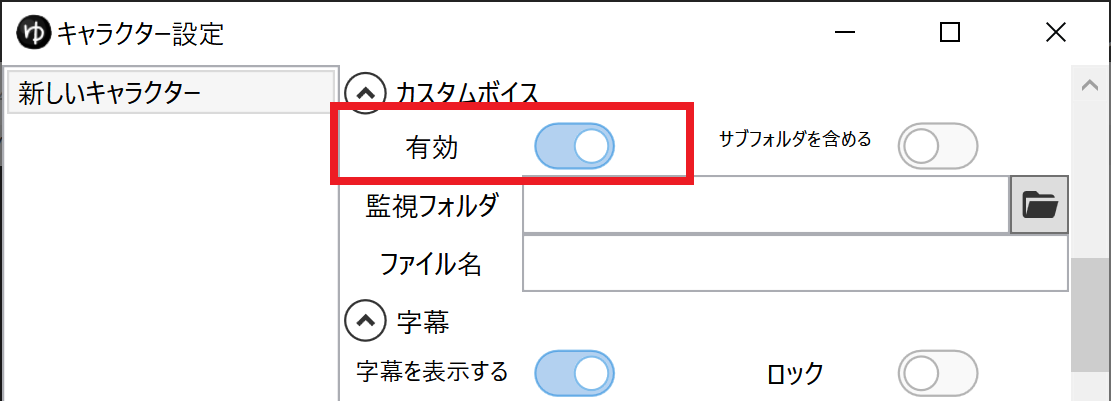 ゆ キャラクター設定
新しいキャラクター
カスタムボイス
有効 サブフォルダを含める
監視フォルダ
ファイル名
字幕
字幕を表示する ロック